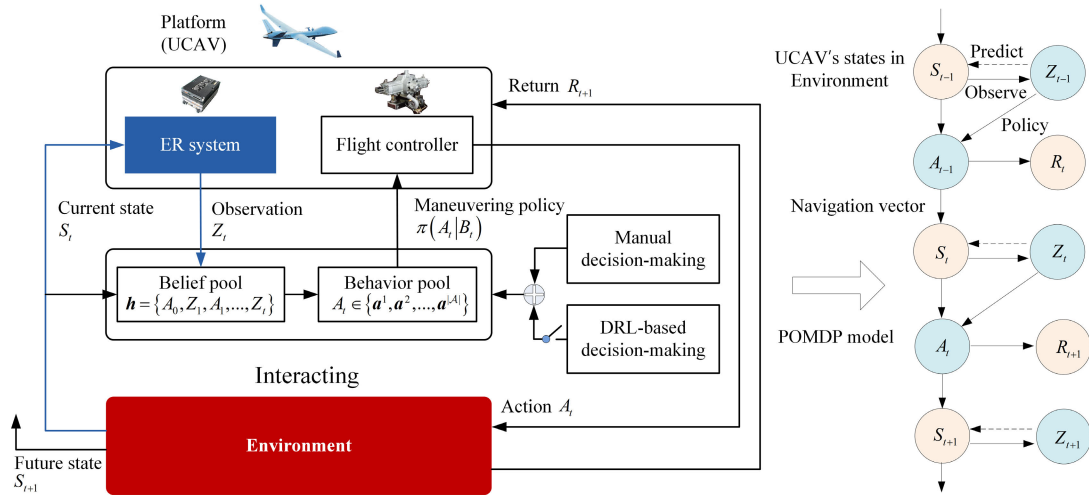 Platform
(UCAV)
ER system
Flight controller
Return R_{t+1}
Current state
S_t
Observation
Z_t
Maneuvering policy
π(A_t|B_t)
Belief pool
h={A_0,Z_1,A_1,...,Z_t}
Behavior pool
A_t∈{a^1,a^2,...,a^{|𝒜|}}
Manual
decision-making
DRL-based
decision-making
Interacting
Action A_t
Environment
Future state
S_{t+1}
UCAV's states in
Environment
Predict
S_{t-1}
Z_{t-1}
Observe
Policy
A_{t-1}
R_t
Navigation vector
S_t
Z_t
POMDP model
A_t
R_{t+1}
S_{t+1}
Z_{t+1}